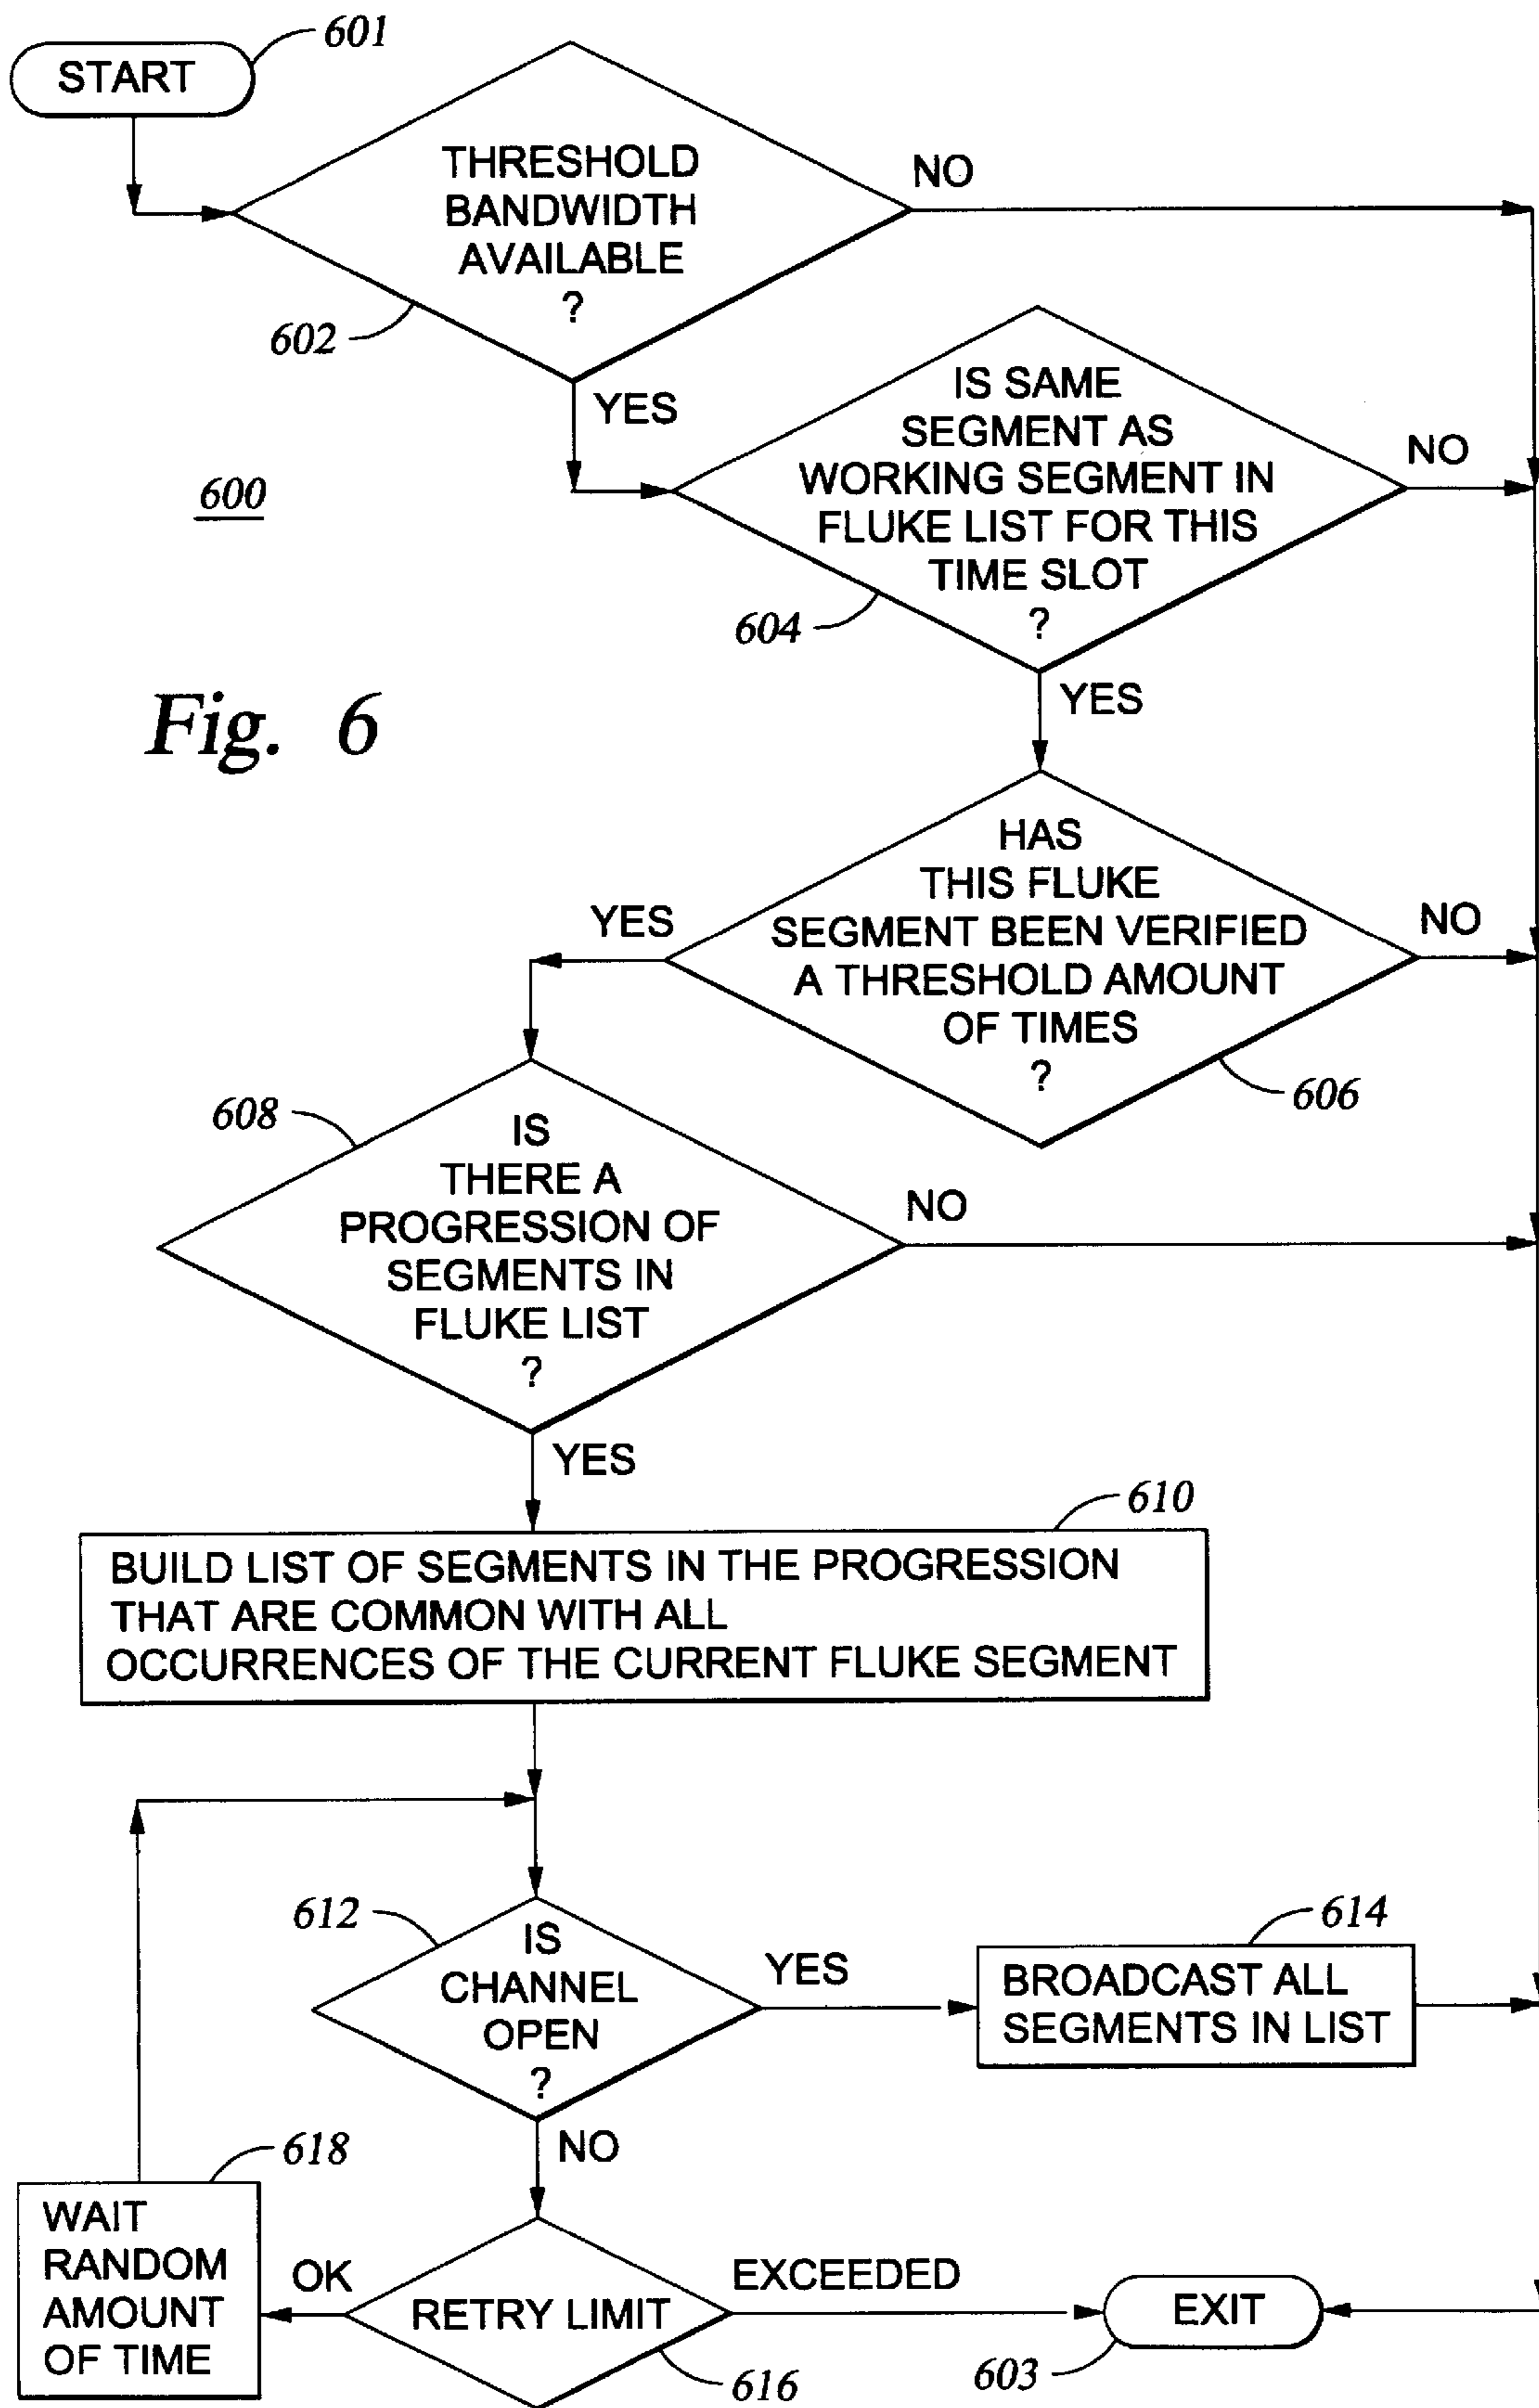 601
START
THRESHOLD
BANDWIDTH
AVAILABLE
?
NO
602
YES
IS SAME
SEGMENT AS
WORKING SEGMENT IN
FLUKE LIST FOR THIS
TIME SLOT
?
NO
600
604
YES
Fig. 6
HAS
THIS FLUKE
SEGMENT BEEN VERIFIED
A THRESHOLD AMOUNT
OF TIMES
?
YES
NO
606
608
IS
THERE A
PROGRESSION OF
SEGMENTS IN
FLUKE LIST
?
NO
YES
610
BUILD LIST OF SEGMENTS IN THE PROGRESSION
THAT ARE COMMON WITH ALL
OCCURRENCES OF THE CURRENT FLUKE SEGMENT
612
IS
CHANNEL
OPEN
?
YES
614
BROADCAST ALL
SEGMENTS IN LIST
NO
618
WAIT
RANDOM
AMOUNT
OF TIME
OK
RETRY LIMIT
EXCEEDED
EXIT
616
603